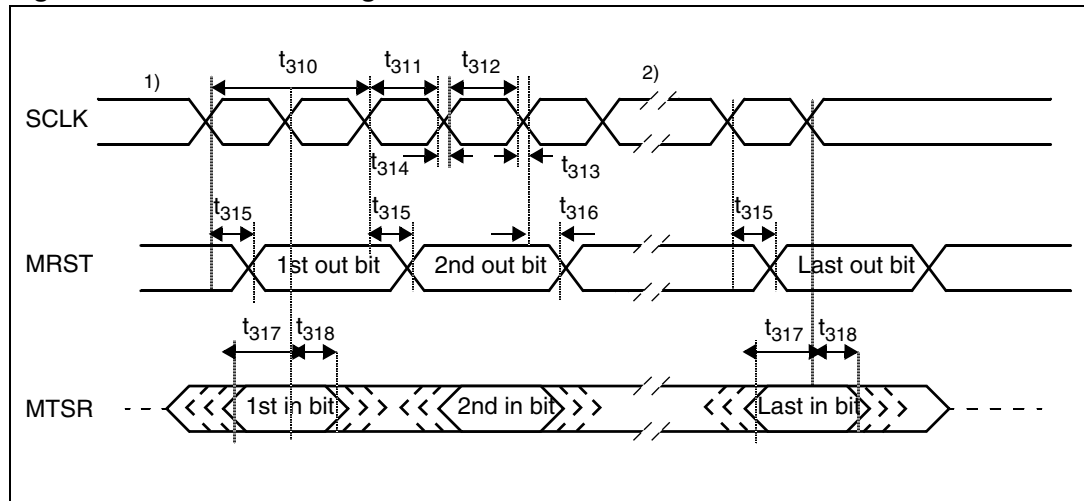 t310 t311 t312
1) 2)
SCLK
t314 t313
t315 t315 t316 t315
MRST 1st out bit 2nd out bit Last out bit
t317 t318 t317 t318
MTSR 1st in bit 2nd in bit Last in bit